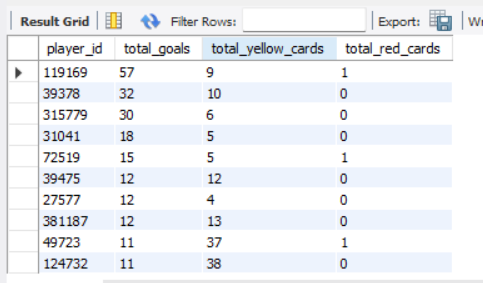 Result Grid Filter Rows: Export: Wr
player_id total_goals total_yellow_cards total_red_cards
119169 57 9 1
39378 32 10 0
315779 30 6 0
31041 18 5 0
72519 15 5 1
39475 12 12 0
27577 12 4 0
381187 12 13 0
49723 11 37 1
124732 11 38 0